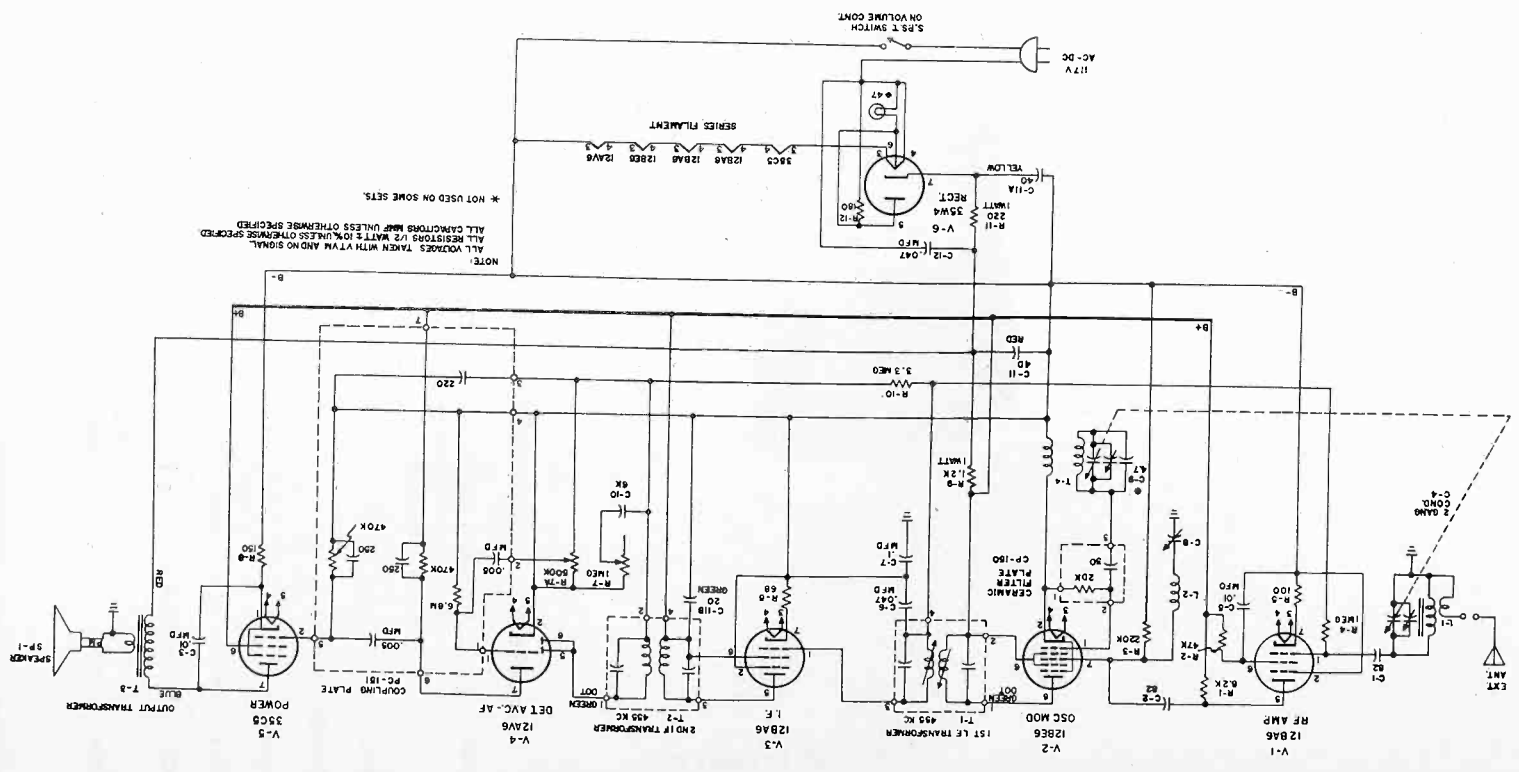 V-1
12BA6
RF AMP
V-2
12BE6
OSC MOD
1ST I.F. TRANSFORMER
T-1 455 KC
V-3
12BA6
I.F.
2ND IF TRANSFORMER
T-2 455 KC
V-4
12AV6
DET AVC.-AF
COUPLING PLATE
PC-151
V-5
35C5
POWER
OUTPUT TRANSFORMER
T-3
BLUE
RED
SPEAKER
SP-1
EXT
ANT.
L-1
C-1
82
R-4
1 MEG
R-5
100
C-5
.01
MFD
R-1
8.2K
R-2
47K
C-2
82
R-3
220K
L-2
C-8
2 GANG
COND.
C-4
CERAMIC
FILTER
PLATE
CP-150
20K
50
C-9
4.7
T-4
GREEN
DOT
C-6
.047
MFD
C-7
.1
MFD
R-6
68
R-9
1.2K
1 WATT
C-11B
20
GREEN
GREEN
DOT
R-7
1 MEG
R-7A
500K
C-10
6K
.005
MFD
6.8M
470K
250
.005
MFD
250
470K
R-8
150
C-3
.01
MFD
R-10
3.3 MEG
220
C-11
40
RED
B+
B-
B+
B-
C-12
.047
MFD
R-11
220
1 WATT
V-6
35W4
RECT.
R-12
180
C-11A
40
YELLOW
#47
35C5
12BA6
12BA6
12BE6
12AV6
SERIES FILAMENT
117 V
AC-DC
S.P.S.T. SWITCH
ON VOLUME CONT.
NOTE:
ALL VOLTAGES TAKEN WITH VTVM AND NO SIGNAL
ALL RESISTORS 1/2 WATT ± 10% UNLESS OTHERWISE SPECIFIED
ALL CAPACITORS MMF UNLESS OTHERWISE SPECIFIED
* NOT USED ON SOME SETS.